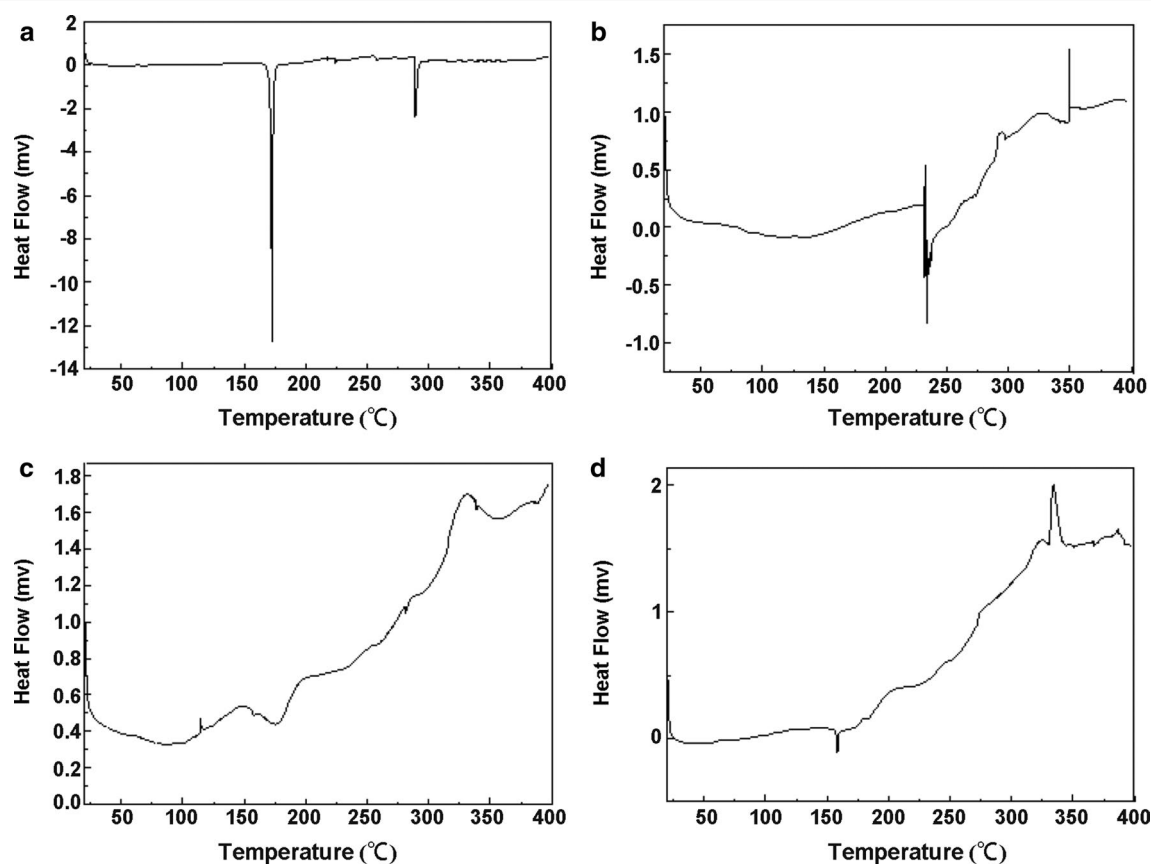 a
2
0
-2
-4
-6
-8
-10
-12
-14
Heat Flow (mv)
50 100 150 200 250 300 350 400
Temperature (℃)
b
1.5
1.0
0.5
0.0
-0.5
-1.0
Heat Flow (mv)
50 100 150 200 250 300 350 400
Temperature (℃)
c
1.8
1.6
1.4
1.2
1.0
0.8
0.6
0.4
0.2
0.0
Heat Flow (mv)
50 100 150 200 250 300 350 400
Temperature (℃)
d
2
1
0
Heat Flow (mv)
50 100 150 200 250 300 350 400
Temperature (℃)